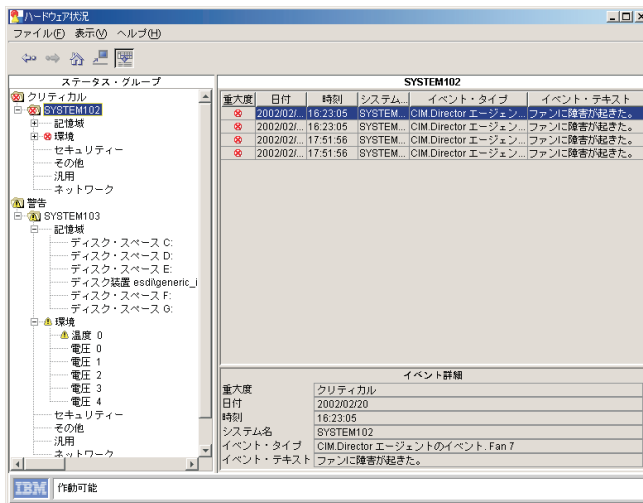 ハードウェア状況
ファイル(F) 表示(V) ヘルプ(H)
ステータス・グループ
クリティカル
SYSTEM102
記憶域
環境
セキュリティー
その他
汎用
ネットワーク
警告
SYSTEM103
記憶域
ディスク・スペース C:
ディスク・スペース D:
ディスク・スペース E:
ディスク装置 esdi\generic_i
ディスク・スペース F:
ディスク・スペース G:
環境
温度 0
電圧 0
電圧 1
電圧 2
電圧 3
電圧 4
セキュリティー
その他
汎用
ネットワーク
SYSTEM102
重大度 日付 時刻 システム... イベント・タイプ イベント・テキスト
2002/02/... 16:23:05 SYSTEM... CIM.Director エージェン... ファンに障害が起きた。
2002/02/... 16:23:05 SYSTEM... CIM.Director エージェン... ファンに障害が起きた。
2002/02/... 17:51:56 SYSTEM... CIM.Director エージェン... ファンに障害が起きた。
2002/02/... 17:51:56 SYSTEM... CIM.Director エージェン... ファンに障害が起きた。
イベント詳細
重大度 クリティカル
日付 2002/02/20
時刻 16:23:05
システム名 SYSTEM102
イベント・タイプ CIM.Director エージェントのイベント. Fan 7
イベント・テキスト ファンに障害が起きた。
IBM 作動可能